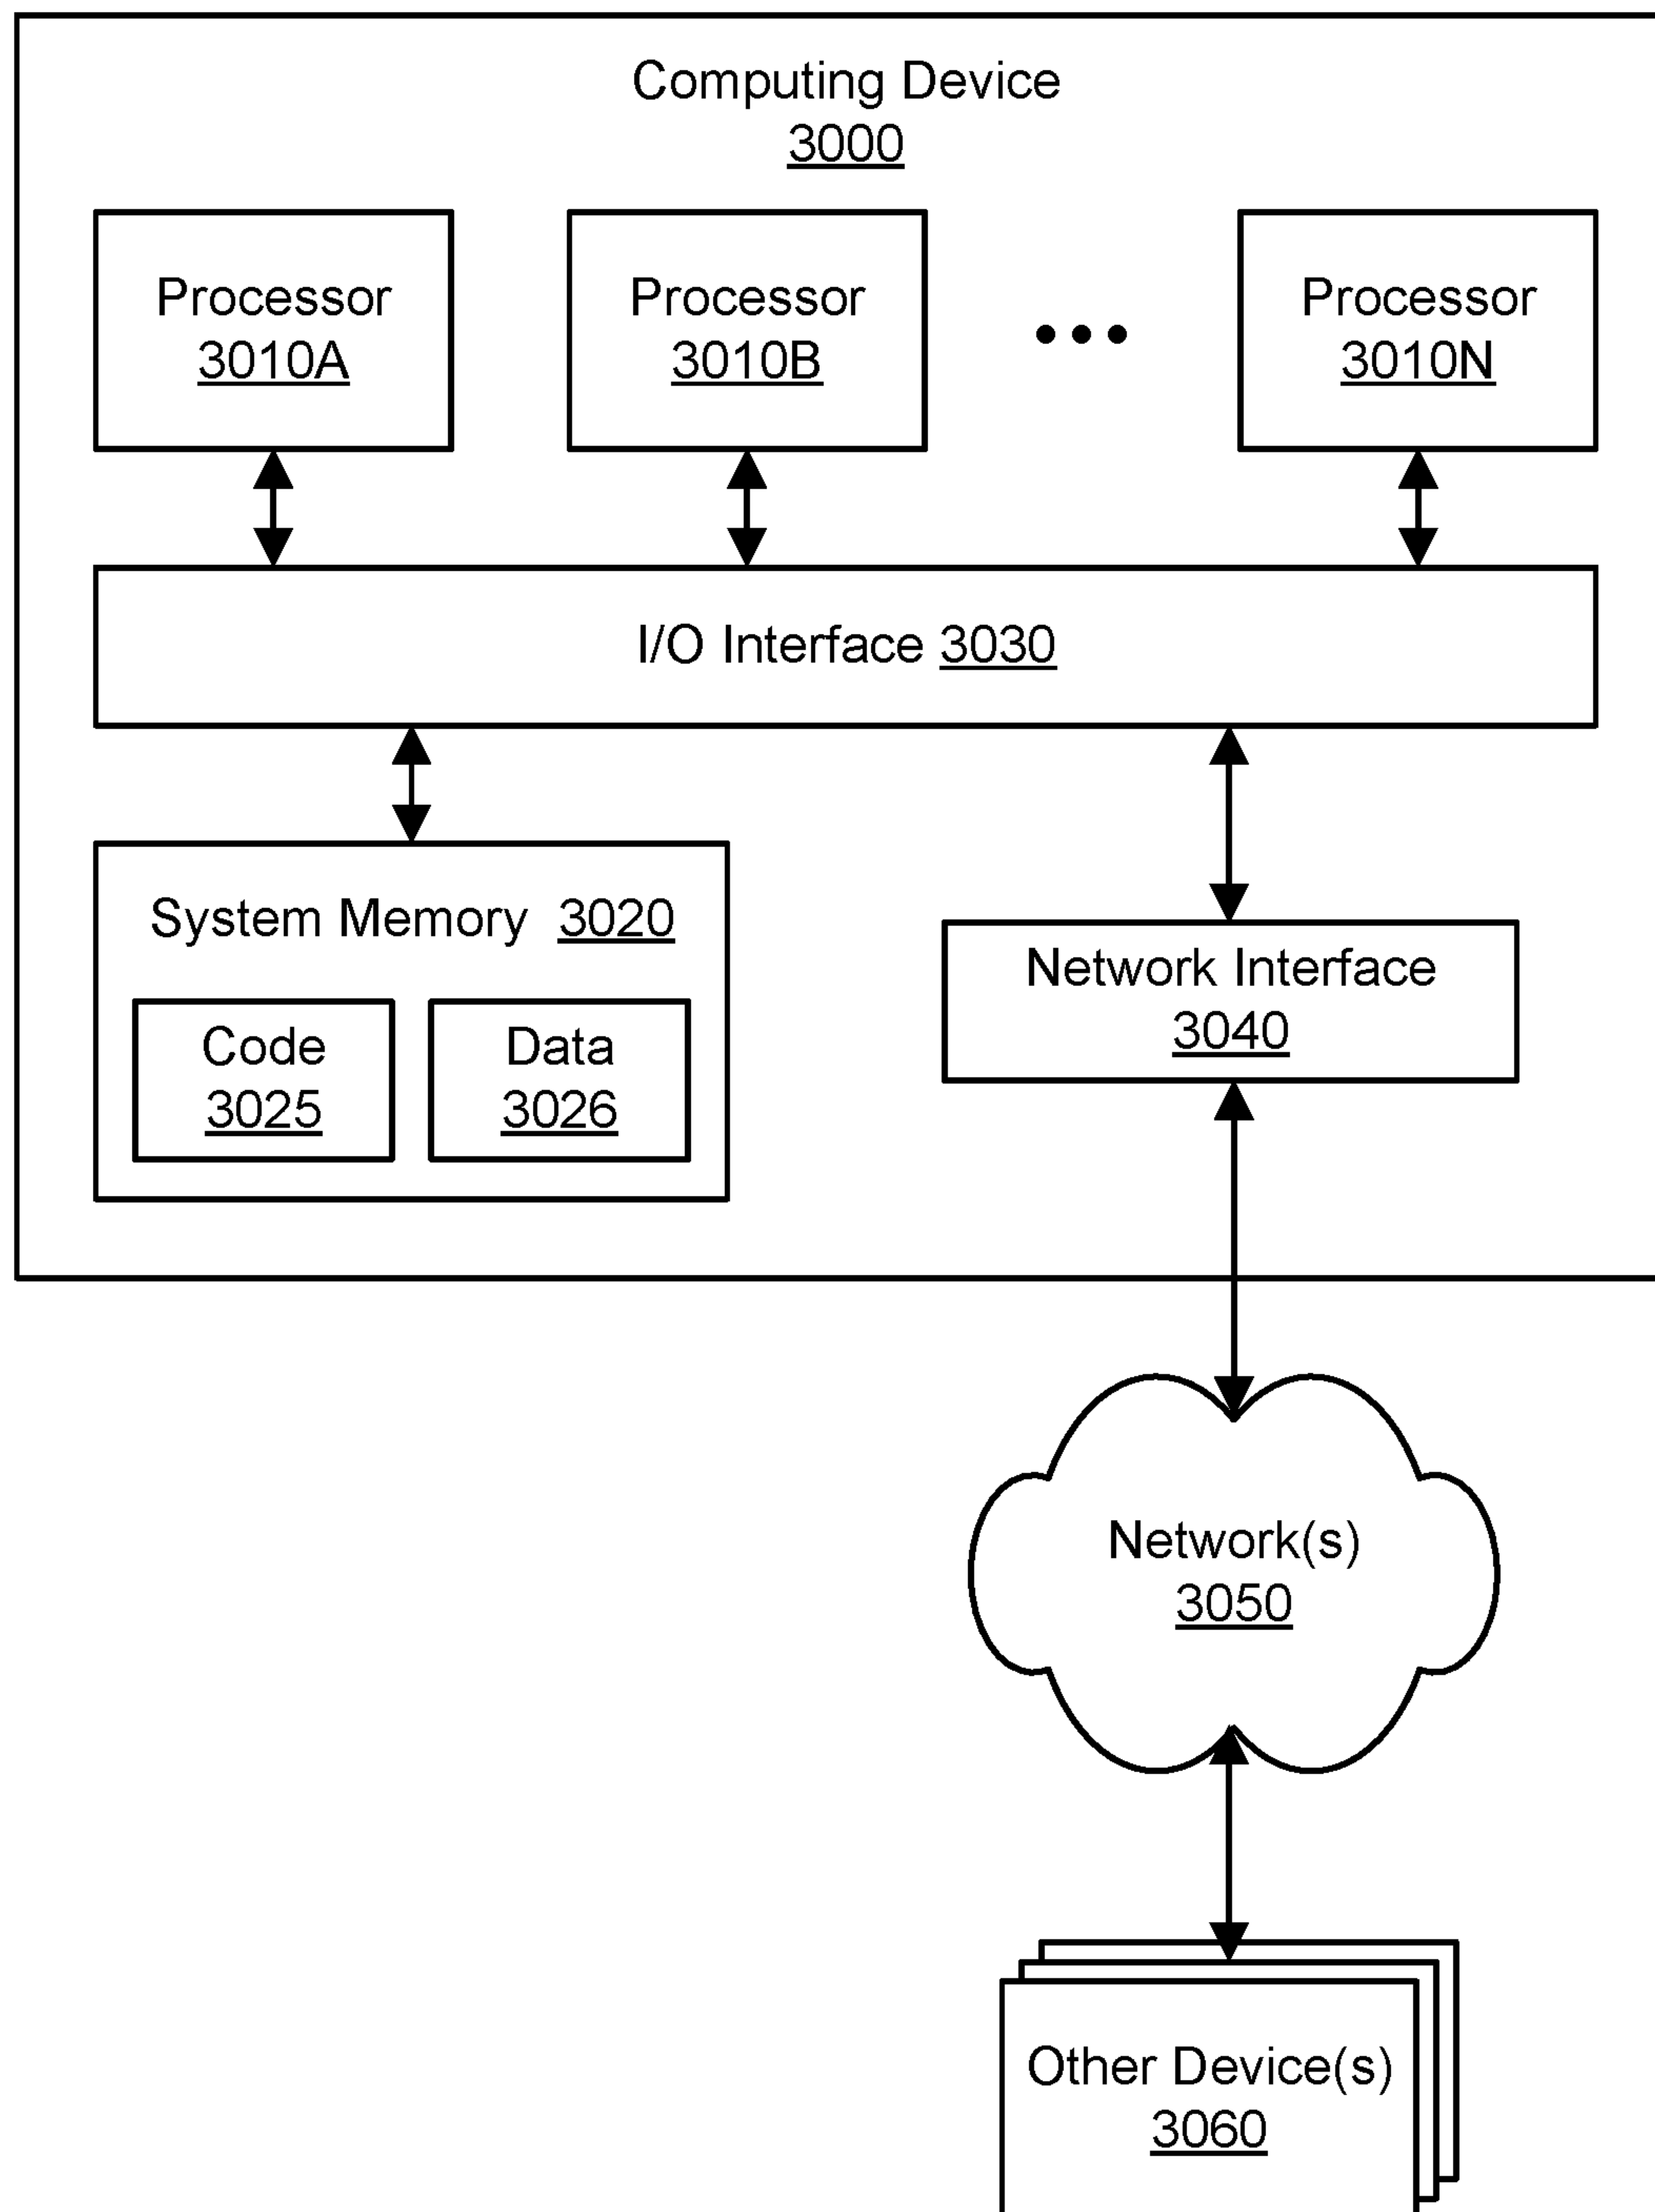 Computing Device
3000
Processor
3010A
Processor
3010B
Processor
3010N
I/O Interface 3030
System Memory 3020
Code
3025
Data
3026
Network Interface
3040
Network(s)
3050
Other Device(s)
3060